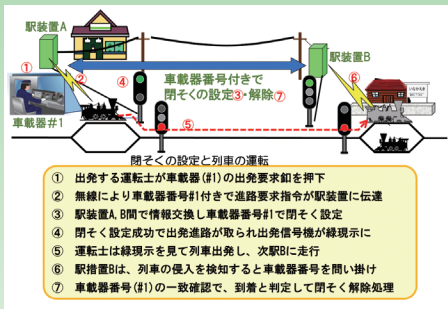 駅装置A
駅装置B
①
②
④
車載器番号付きで
閉そくの設定③・解除⑦
⑥
車載器#1
⑤
閉そくの設定と列車の運転
① 出発する運転士が車載器(#1)の出発要求釦を押下
② 無線により車載器番号#1付きで進路要求指令が駅装置に伝達
③ 駅装置A,B間で情報交換し車載器番号#1で閉そく設定
④ 閉そく設定成功で出発進路が取られ出発信号機が緑現示に
⑤ 運転士は緑現示を見て列車出発し、次駅Bに走行
⑥ 駅措置Bは、列車の侵入を検知すると車載器番号を問い掛け
⑦ 車載器番号(#1)の一致確認で、到着と判定して閉そく解除処理